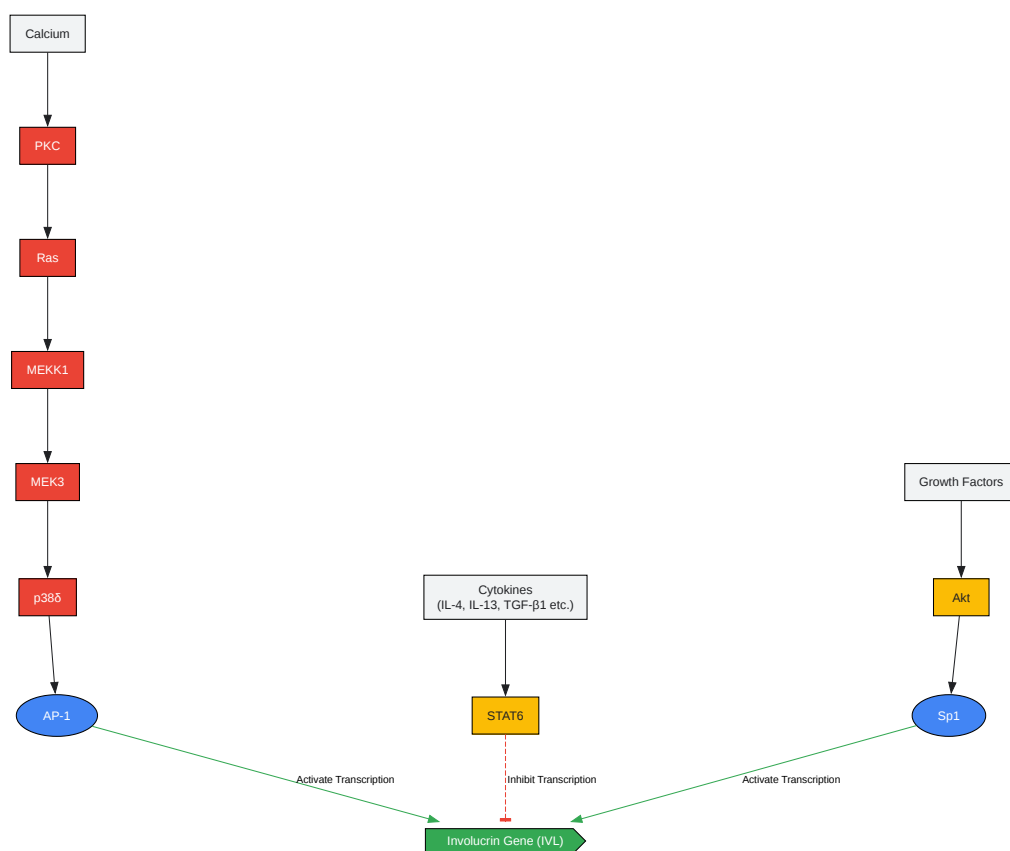 Calcium
PKC
Ras
MEKK1
MEK3
Growth Factors
p38δ
Cytokines
(IL-4, IL-13, TGF-β1 etc.)
Akt
AP-1
STAT6
Sp1
Activate Transcription
Inhibit Transcription
Activate Transcription
Involucrin Gene (IVL)